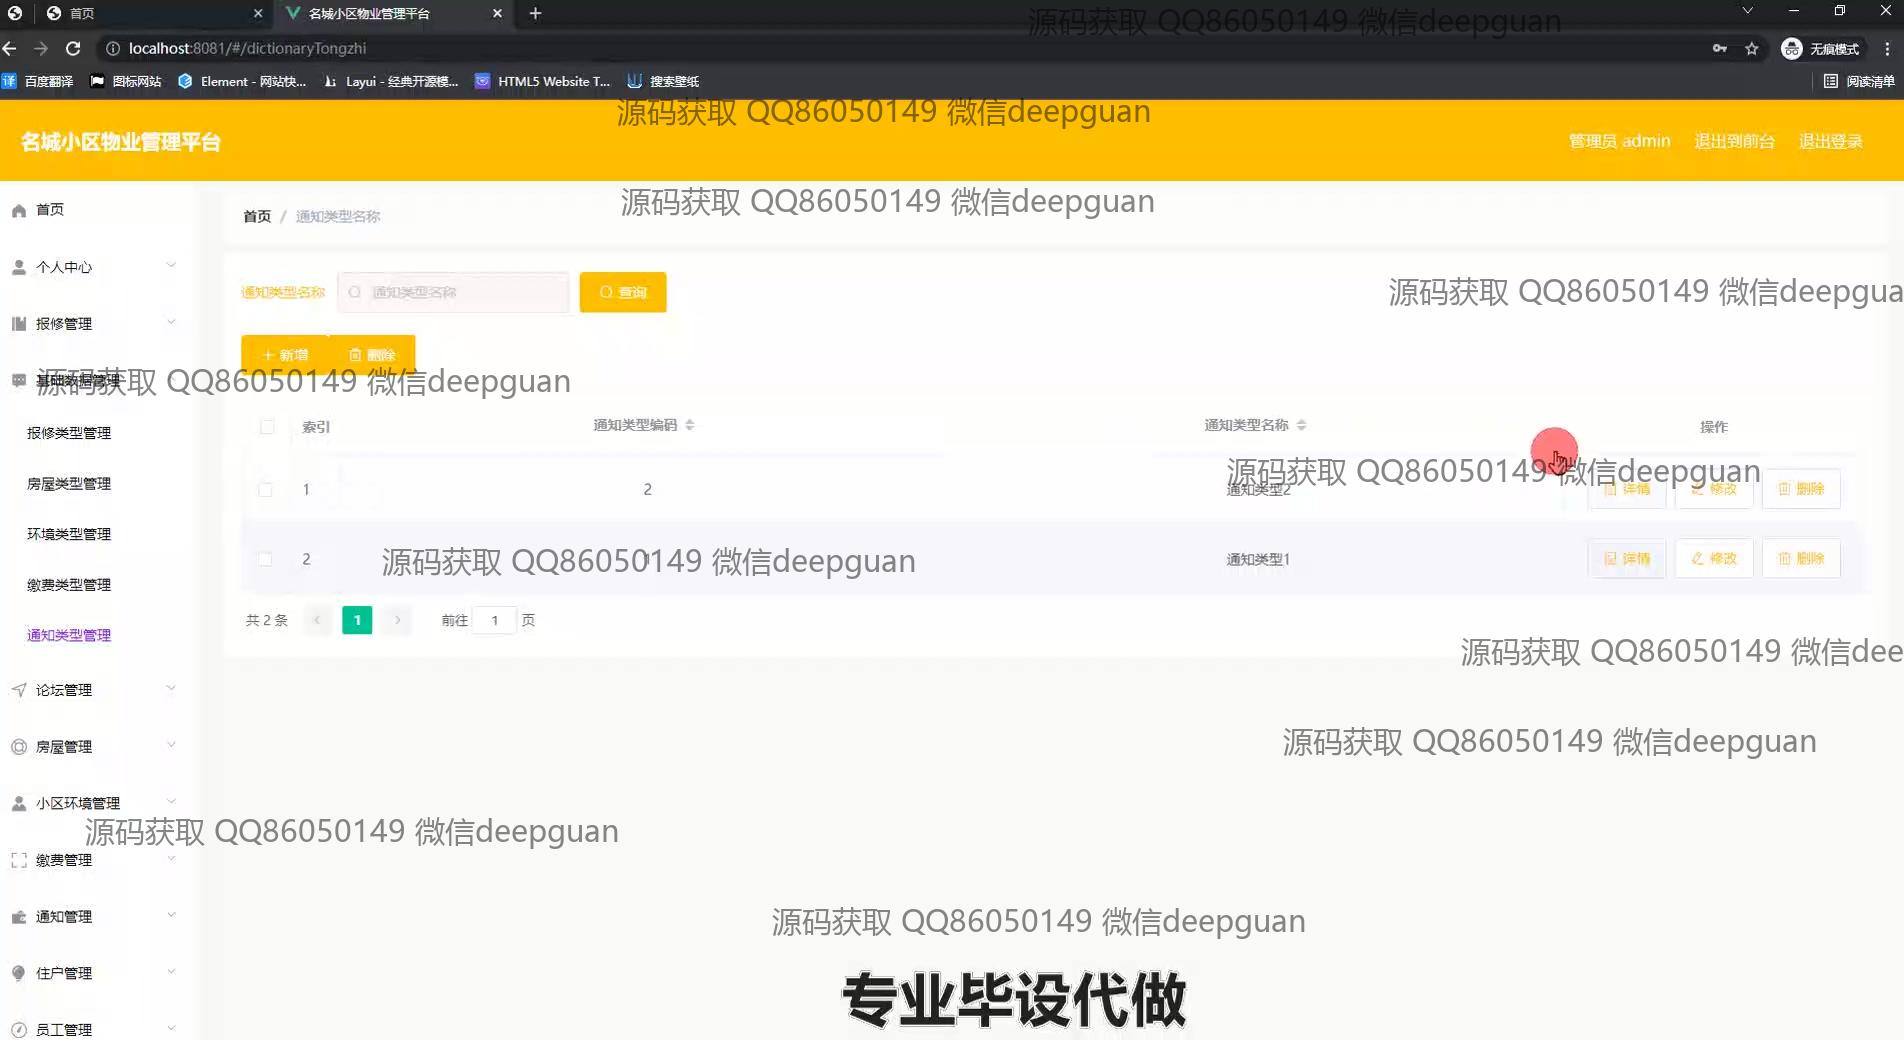 首页
名城小区物业管理平台
localhost:8081/#/dictionaryTongzhi
无痕模式
译 百度翻译
图标网站
Element - 网站快...
Layui - 经典开源模...
HTML5 Website T...
搜索壁纸
阅读清单
源码获取 QQ86050149 微信deepguan
源码获取 QQ86050149 微信deepguan
名城小区物业管理平台
管理员 admin
退出到前台
退出登录
源码获取 QQ86050149 微信deepguan
首页
个人中心
报修管理
基础数据管理
报修类型管理
房屋类型管理
环境类型管理
缴费类型管理
通知类型管理
论坛管理
房屋管理
小区环境管理
缴费管理
通知管理
住户管理
员工管理
首页 / 通知类型名称
通知类型名称
通知类型名称
查询
源码获取 QQ86050149 微信deepgua
新增
删除
源码获取 QQ86050149 微信deepguan
索引 通知类型编码 通知类型名称 操作
源码获取 QQ86050149 微信deepguan
1 2 通知类型2 详情 修改 删除
2 1 通知类型1 详情 修改 删除
源码获取 QQ86050149 微信deepguan
共 2 条 1 前往 1 页
源码获取 QQ86050149 微信dee
源码获取 QQ86050149 微信deepguan
源码获取 QQ86050149 微信deepguan
源码获取 QQ86050149 微信deepguan
专业毕设代做